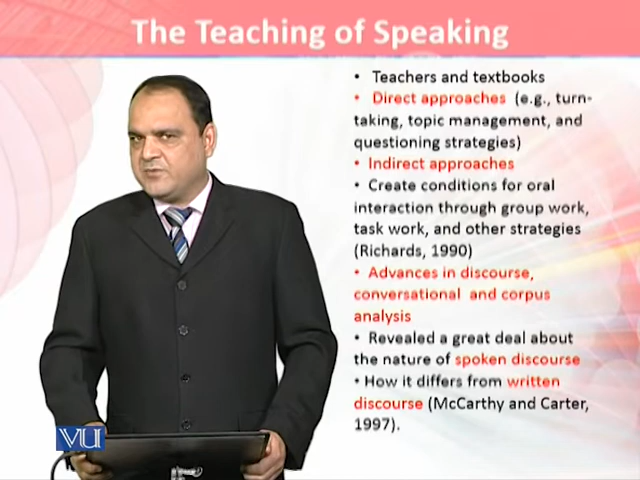 The Teaching of Speaking
• Teachers and textbooks
• Direct approaches (e.g., turn-
taking, topic management, and
questioning strategies)
• Indirect approaches
• Create conditions for oral
interaction through group work,
task work, and other strategies
(Richards, 1990)
• Advances in discourse,
conversational and corpus
analysis
• Revealed a great deal about
the nature of spoken discourse
• How it differs from written
discourse (McCarthy and Carter,
1997).
VU